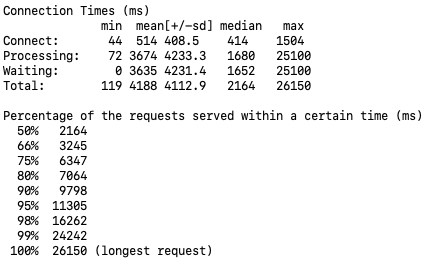 Connection Times (ms)
              min  mean[+/-sd] median   max
Connect:       44  514 408.5    414    1504
Processing:    72 3674 4233.3   1680   25100
Waiting:        0 3635 4231.4   1652   25100
Total:        119 4188 4112.9   2164   26150

Percentage of the requests served within a certain time (ms)
  50%   2164
  66%   3245
  75%   6347
  80%   7064
  90%   9798
  95%  11305
  98%  16262
  99%  24242
 100%  26150 (longest request)